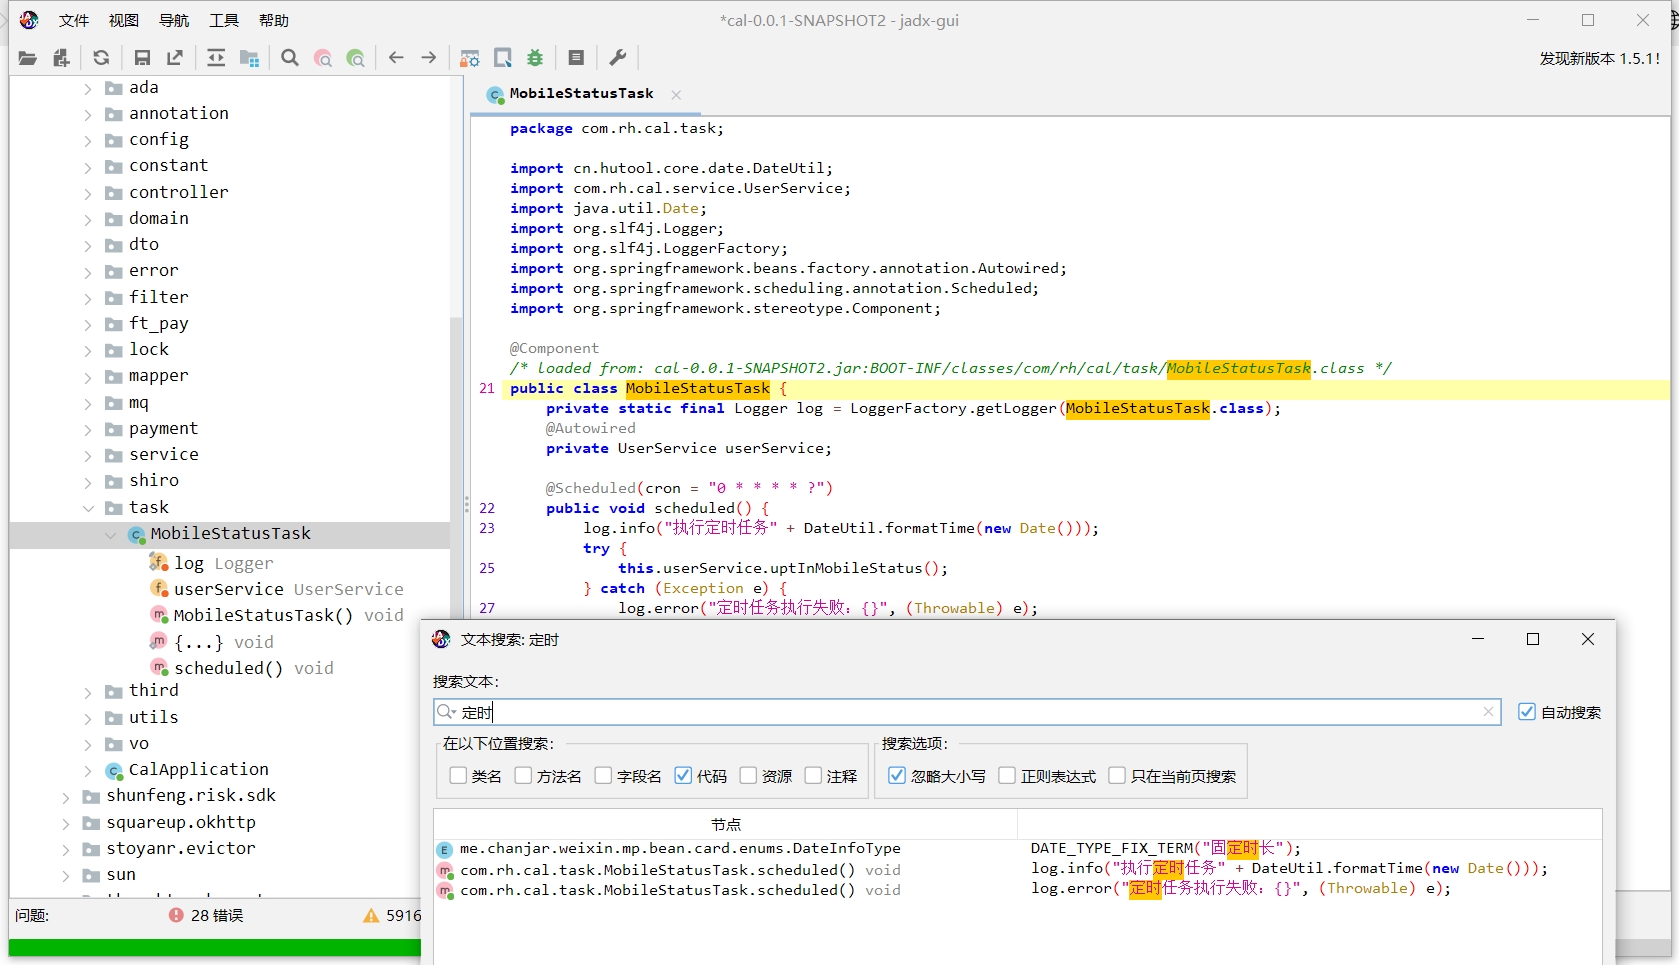 文件 视图 导航 工具 帮助
*cal-0.0.1-SNAPSHOT2 - jadx-gui
发现新版本 1.5.1!
ada
annotation
config
constant
controller
domain
dto
error
filter
ft_pay
lock
mapper
mq
payment
service
shiro
task
MobileStatusTask
log Logger
userService UserService
MobileStatusTask() void
{...} void
scheduled() void
third
utils
vo
CalApplication
shunfeng.risk.sdk
squareup.okhttp
stoyanr.evictor
sun
问题: 28 错误 5916
MobileStatusTask
package com.rh.cal.task;
import cn.hutool.core.date.DateUtil;
import com.rh.cal.service.UserService;
import java.util.Date;
import org.slf4j.Logger;
import org.slf4j.LoggerFactory;
import org.springframework.beans.factory.annotation.Autowired;
import org.springframework.scheduling.annotation.Scheduled;
import org.springframework.stereotype.Component;
@Component
/* loaded from: cal-0.0.1-SNAPSHOT2.jar:BOOT-INF/classes/com/rh/cal/task/MobileStatusTask.class */
21 public class MobileStatusTask {
private static final Logger log = LoggerFactory.getLogger(MobileStatusTask.class);
@Autowired
private UserService userService;
@Scheduled(cron = "0 * * * * ?")
22 public void scheduled() {
23 log.info("执行定时任务" + DateUtil.formatTime(new Date()));
try {
25 this.userService.uptInMobileStatus();
} catch (Exception e) {
27 log.error("定时任务执行失败: {}", (Throwable) e);
文本搜索: 定时
搜索文本:
定时
自动搜索
在以下位置搜索: 搜索选项:
类名 方法名 字段名 代码 资源 注释 忽略大小写 正则表达式 只在当前页搜索
节点
me.chanjar.weixin.mp.bean.card.enums.DateInfoType DATE_TYPE_FIX_TERM("固定时长");
com.rh.cal.task.MobileStatusTask.scheduled() void log.info("执行定时任务" + DateUtil.formatTime(new Date()));
com.rh.cal.task.MobileStatusTask.scheduled() void log.error("定时任务执行失败: {}", (Throwable) e);